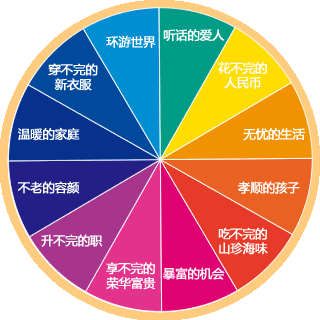 听话的爱人
花不完的
人民币
无忧的生活
孝顺的孩子
吃不完的
山珍海味
暴富的机会
享不完的
荣华富贵
升不完的职
不老的容颜
温暖的家庭
穿不完的
新衣服
环游世界